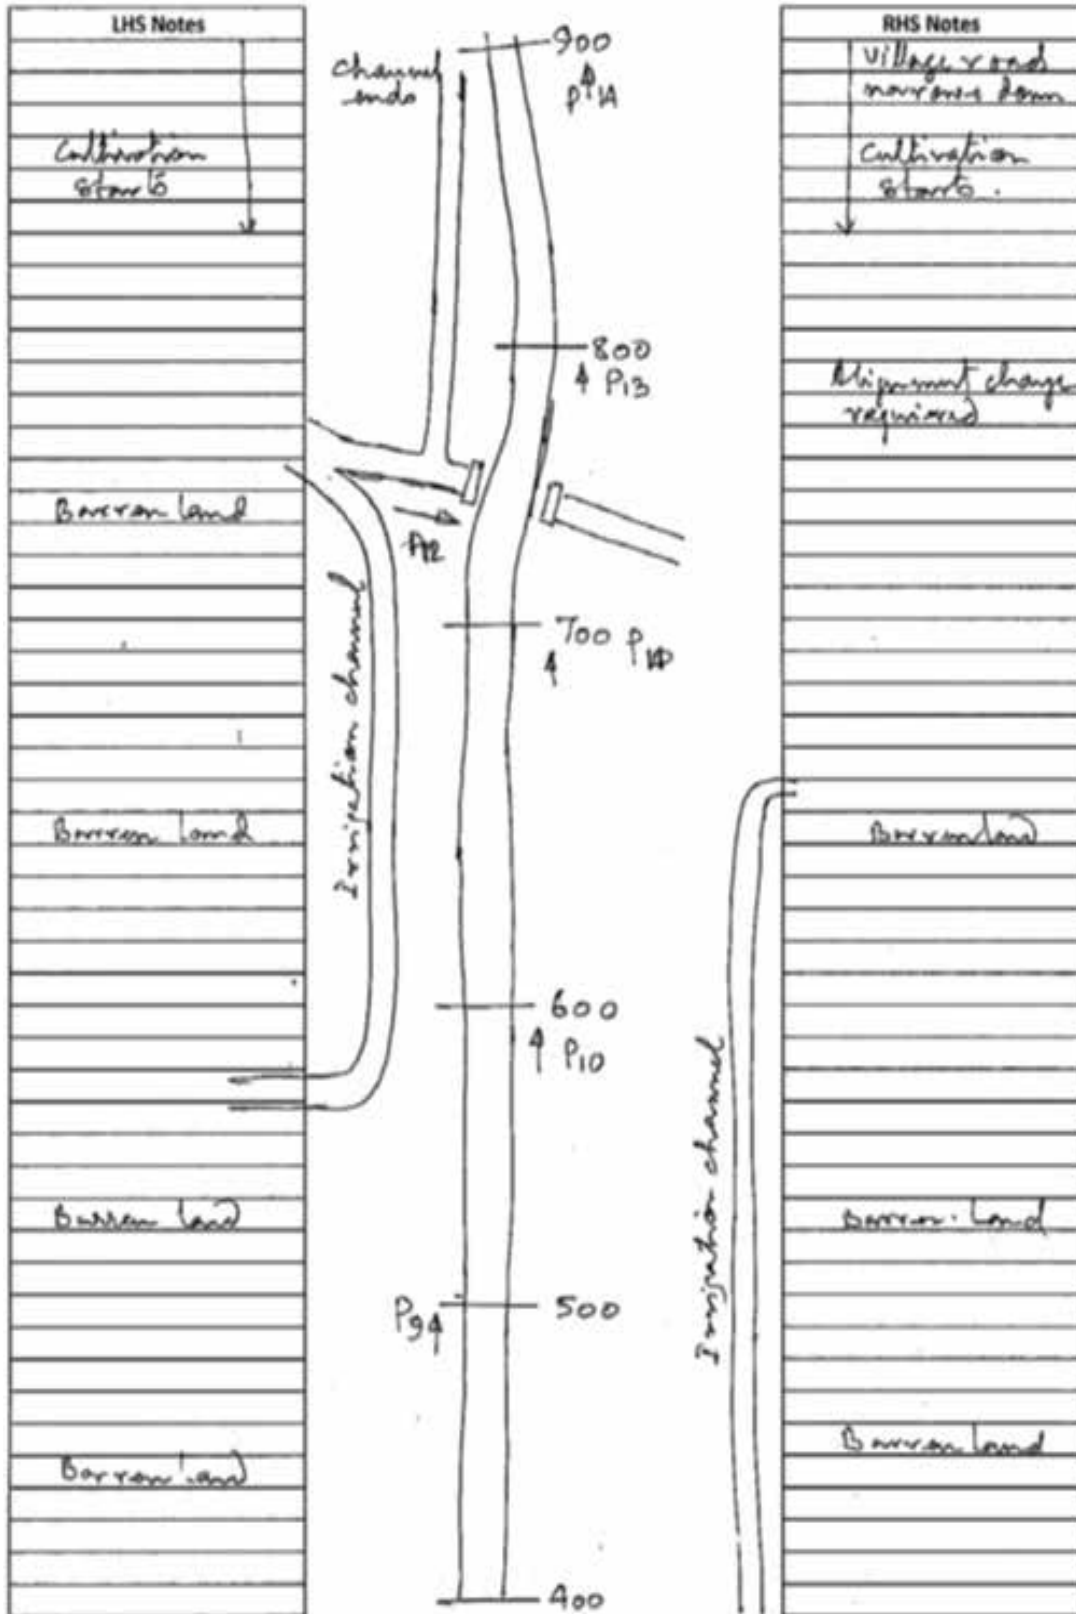 LHS Notes
Cultivation
starts
Barren land
Barren land
Barren land
Barren land
900
P14
Channel
ends
800
P13
P12
700
600
P10
500
P9
400
Irrigation channel
Irrigation channel
RHS Notes
Village road
narrows down
Cultivation
starts.
Alignment change
required
Barren land
Barren land
Barren land